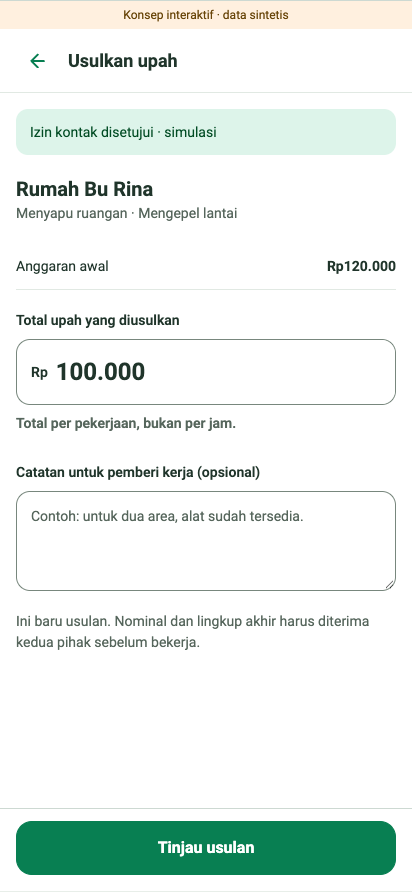 Konsep interaktif · data sintetis
Usulkan upah
Izin kontak disetujui · simulasi
Rumah Bu Rina
Menyapu ruangan · Mengepel lantai
Anggaran awal Rp120.000
Total upah yang diusulkan
Rp 100.000
Total per pekerjaan, bukan per jam.
Catatan untuk pemberi kerja (opsional)
Contoh: untuk dua area, alat sudah tersedia.
Ini baru usulan. Nominal dan lingkup akhir harus diterima
kedua pihak sebelum bekerja.
Tinjau usulan